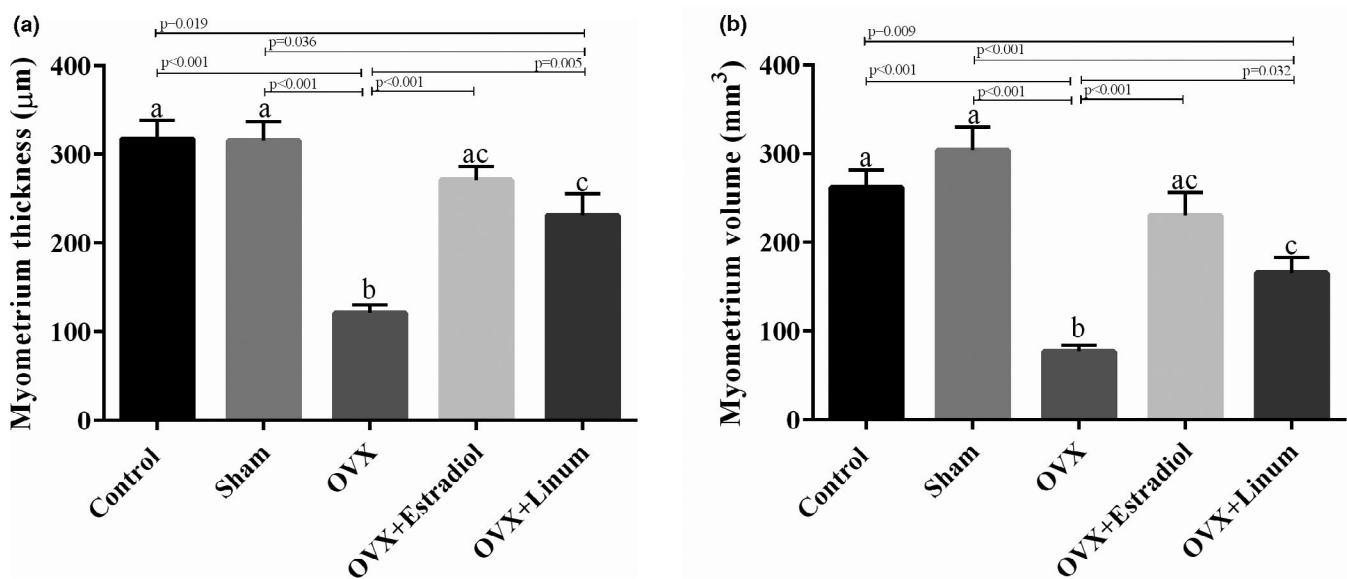 (a)
p=0.019
p=0.036
p<0.001
p=0.005
p<0.001
p<0.001
Myometrium thickness (μm)
400
300
200
100
0
a
a
b
ac
c
Control
Sham
OVX
OVX+Estradiol
OVX+Linum
(b)
p=0.009
p<0.001
p<0.001
p=0.032
p<0.001
p<0.001
Myometrium volume (mm³)
400
300
200
100
0
a
a
b
ac
c
Control
Sham
OVX
OVX+Estradiol
OVX+Linum